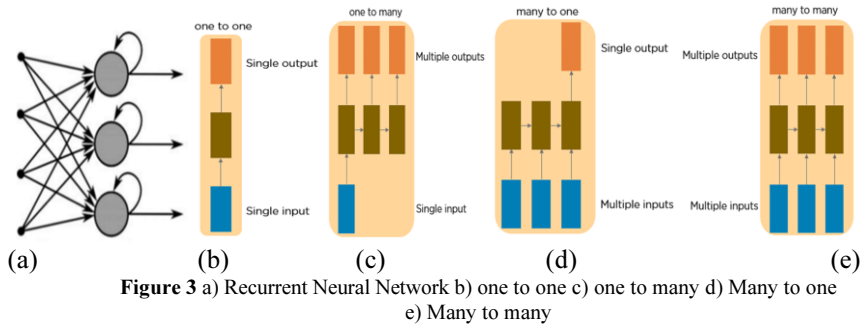 one to one
Single output
Single input
one to many
Multiple outputs
Single input
many to one
Single output
Multiple inputs
many to many
Multiple outputs
Multiple inputs
(a) (b) (c) (d) (e)
Figure 3 a) Recurrent Neural Network b) one to one c) one to many d) Many to one
e) Many to many